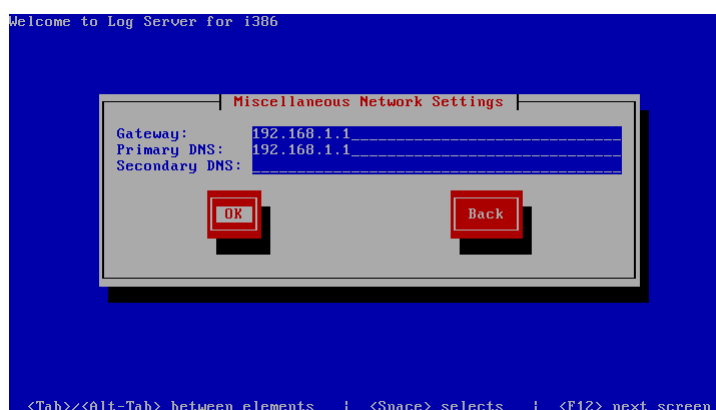 Welcome to Log Server for i386
Miscellaneous Network Settings
Gateway: 192.168.1.1
Primary DNS: 192.168.1.1
Secondary DNS:
OK Back
<Tab>/<Alt-Tab> between elements | <Space> selects | <F12> next screen